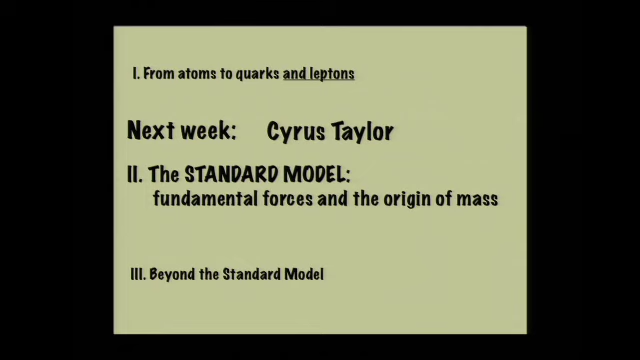 I. From atoms to quarks and leptons
Next week: Cyrus Taylor
II. The STANDARD MODEL:
fundamental forces and the origin of mass
III. Beyond the Standard Model